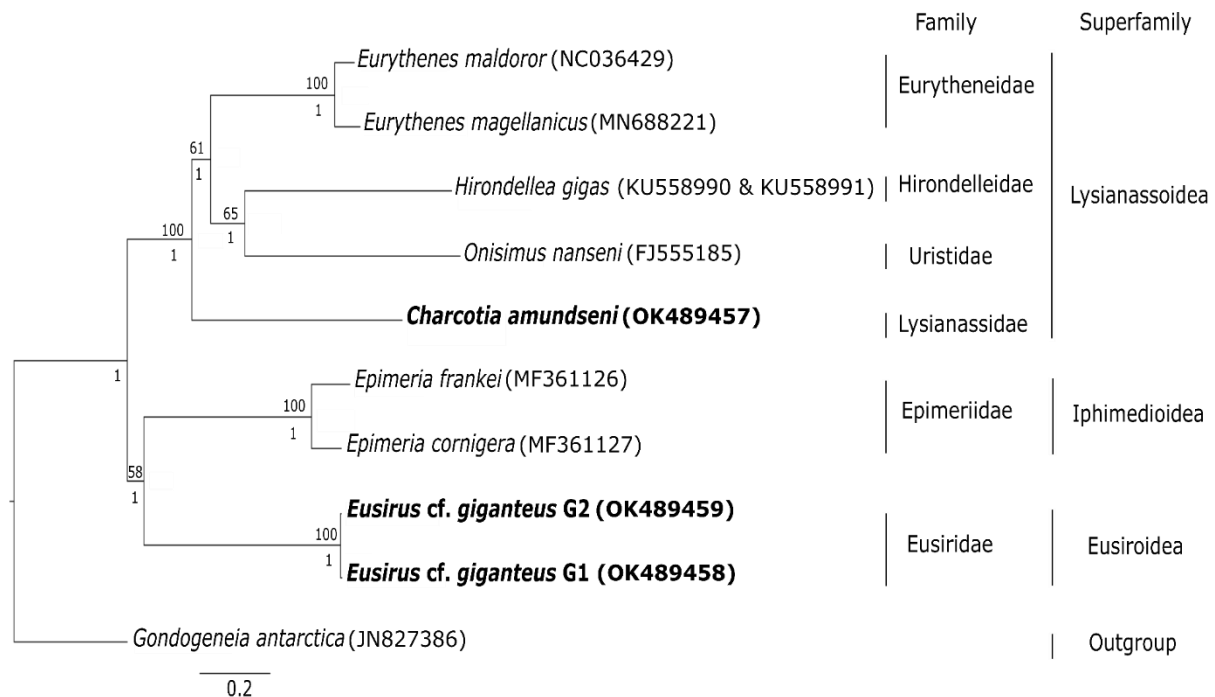 Family Superfamily
Eurythenes maldoror (NC036429)
100
1
Eurytheneidae
Eurythenes magellanicus (MN688221)
61
1
Hirondellea gigas (KU558990 & KU558991)
Hirondelleidae
Lysianassoidea
65
1
100
1
Onisimus nanseni (FJ555185)
Uristidae
Charcotia amundseni (OK489457)
Lysianassidae
1
Epimeria frankei (MF361126)
100
1
Epimeriidae
Iphimedioidea
Epimeria cornigera (MF361127)
58
1
Eusirus cf. giganteus G2 (OK489459)
100
1
Eusiridae
Eusiroidea
Eusirus cf. giganteus G1 (OK489458)
Gondogeneia antarctica (JN827386)
Outgroup
0.2